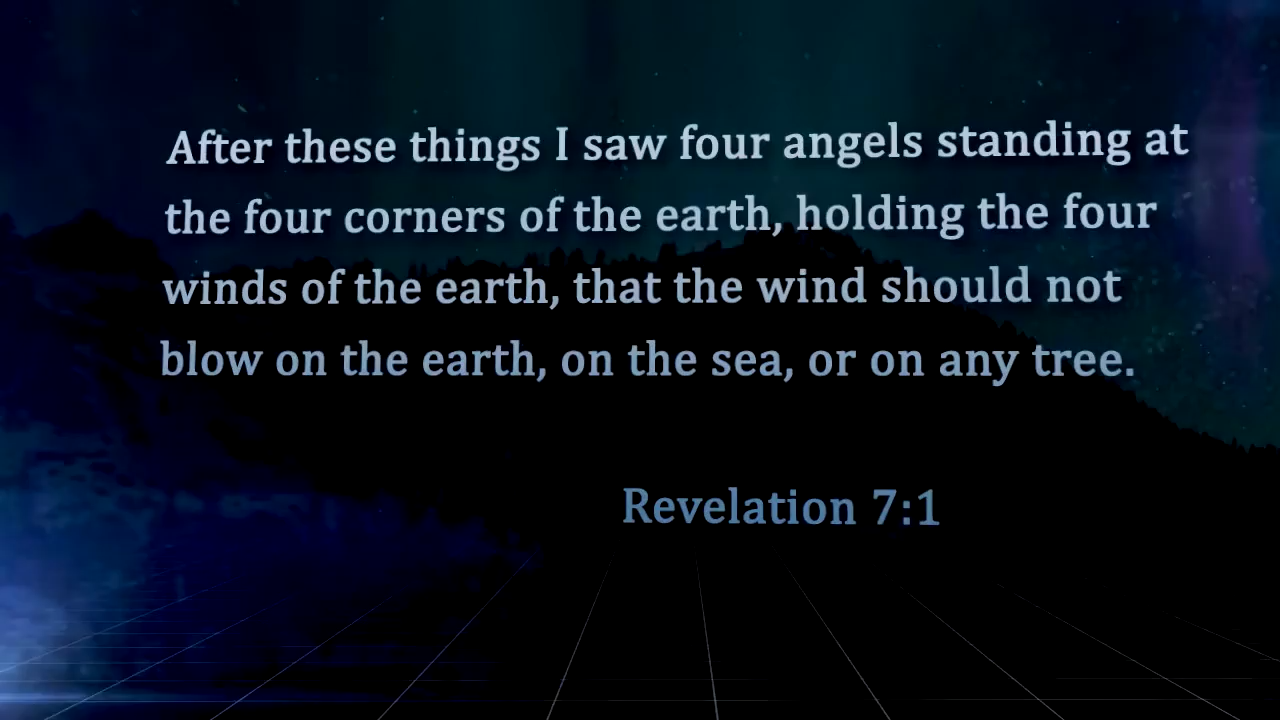 After these things I saw four angels standing at
the four corners of the earth, holding the four
winds of the earth, that the wind should not
blow on the earth, on the sea, or on any tree.
Revelation 7:1